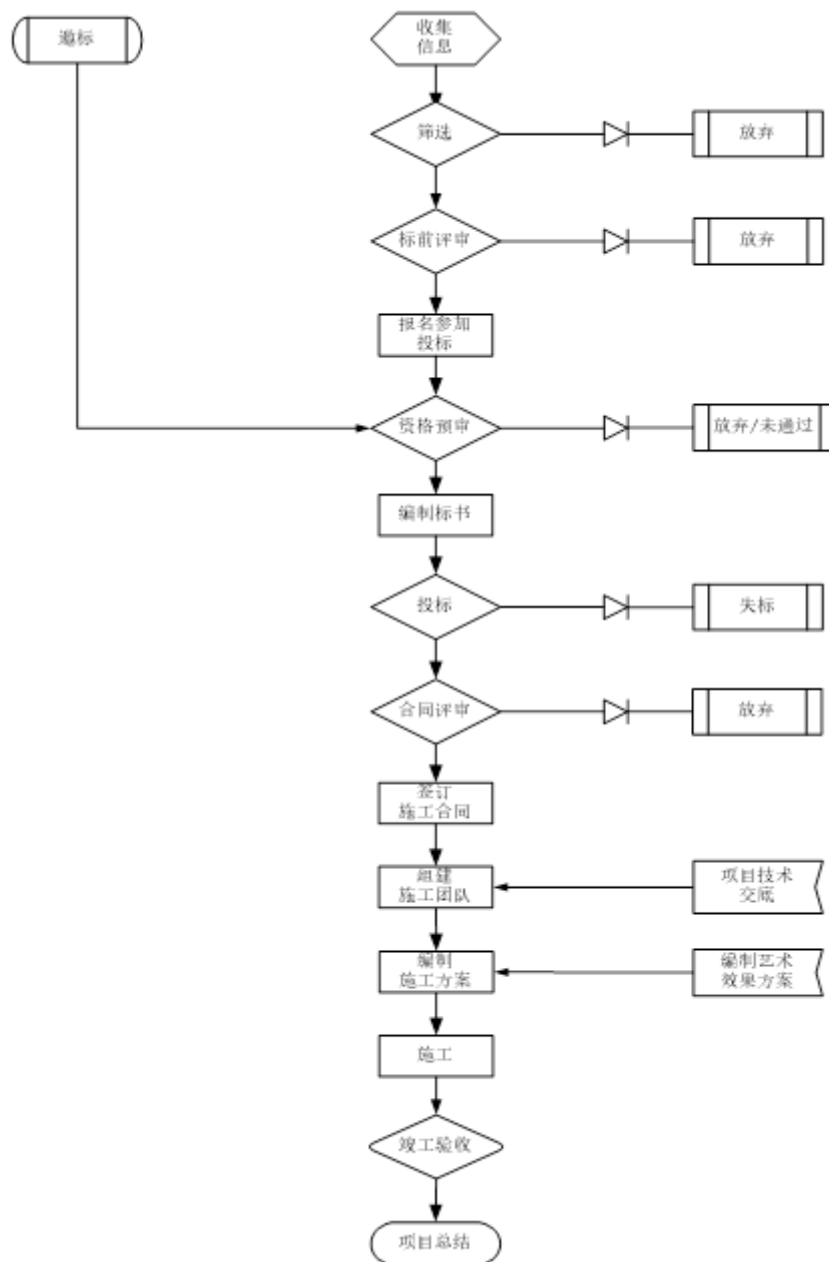 邀标
收集
信息
筛选
放弃
标前评审
放弃
报名参加
投标
资格预审
放弃/未通过
编制标书
投标
失标
合同评审
放弃
签订
施工合同
组建
施工团队
项目技术
交底
编制
施工方案
编制艺术
效果方案
施工
竣工验收
项目总结